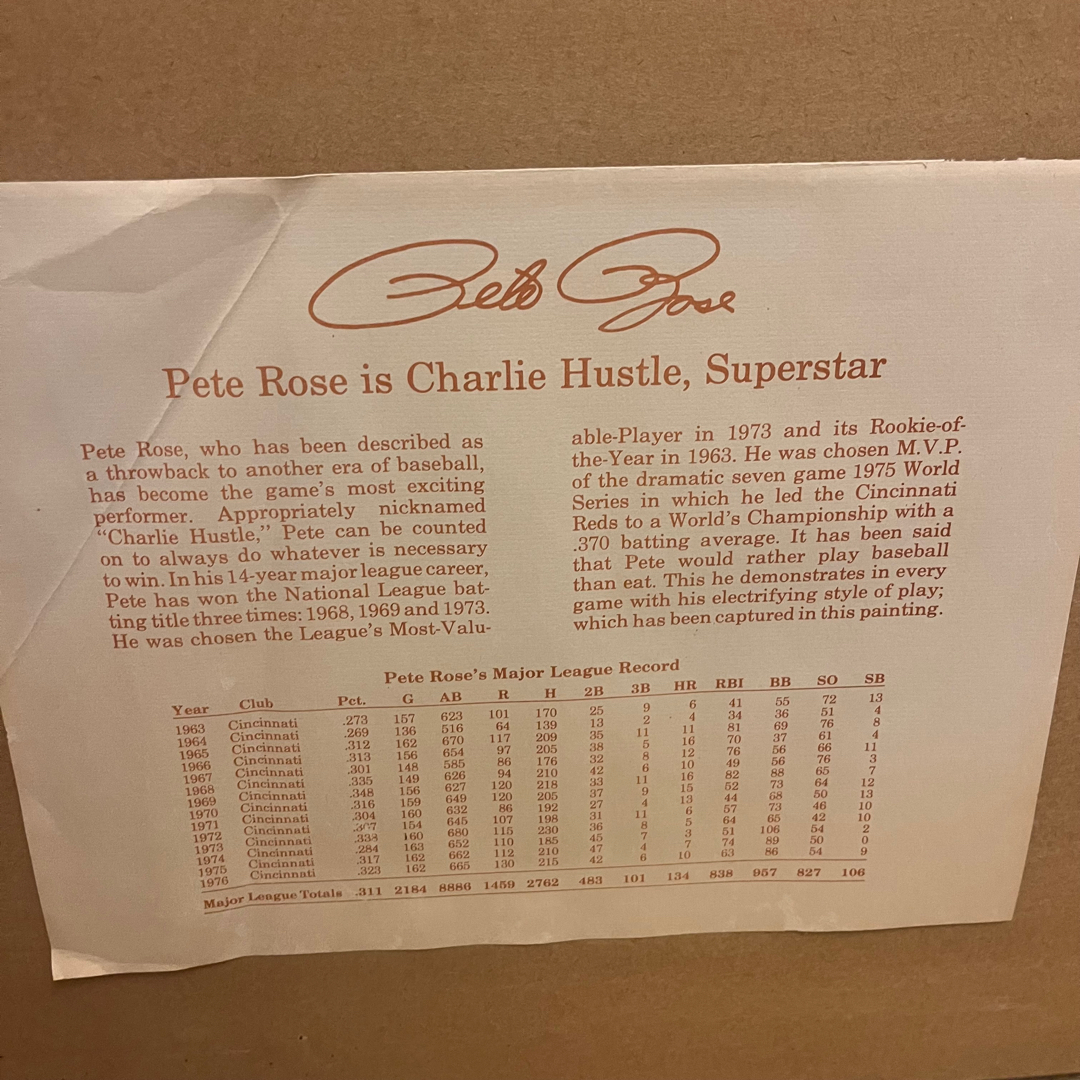 Pete Rose
Pete Rose is Charlie Hustle, Superstar
Pete Rose, who has been described as
a throwback to another era of baseball,
has become the game's most exciting
performer. Appropriately nicknamed
"Charlie Hustle," Pete can be counted
on to always do whatever is necessary
to win. In his 14-year major league career,
Pete has won the National League bat-
ting title three times: 1968, 1969 and 1973.
He was chosen the League's Most-Valu-
able-Player in 1973 and its Rookie-of-
the-Year in 1963. He was chosen M.V.P.
of the dramatic seven game 1975 World
Series in which he led the Cincinnati
Reds to a World's Championship with a
.370 batting average. It has been said
that Pete would rather play baseball
than eat. This he demonstrates in every
game with his electrifying style of play;
which has been captured in this painting.
Pete Rose's Major League Record
Year Club Pct. G AB R H 2B 3B HR RBI BB SO SB
1963 Cincinnati .273 157 623 101 170 25 9 6 41 55 72 13
1964 Cincinnati .269 136 516 64 139 13 2 4 34 36 51 4
1965 Cincinnati .312 162 670 117 209 35 11 11 81 69 76 8
1966 Cincinnati .313 156 654 97 205 38 5 16 70 37 61 4
1967 Cincinnati .301 148 585 86 176 32 8 12 76 56 66 11
1968 Cincinnati .335 149 626 94 210 42 6 10 49 56 76 3
1969 Cincinnati .348 156 627 120 218 33 11 16 82 88 65 7
1970 Cincinnati .316 159 649 120 205 37 9 15 52 73 64 12
1971 Cincinnati .304 160 632 86 192 27 4 13 44 68 50 13
1972 Cincinnati .307 154 645 107 198 31 11 6 57 73 46 10
1973 Cincinnati .338 160 680 115 230 36 8 5 64 65 42 10
1974 Cincinnati .284 163 652 110 185 45 7 3 51 106 54 2
1975 Cincinnati .317 162 662 112 210 47 4 7 74 89 50 0
1976 Cincinnati .323 162 665 130 215 42 6 10 63 86 54 9
Major League Totals .311 2184 8886 1459 2762 483 101 134 838 957 827 106